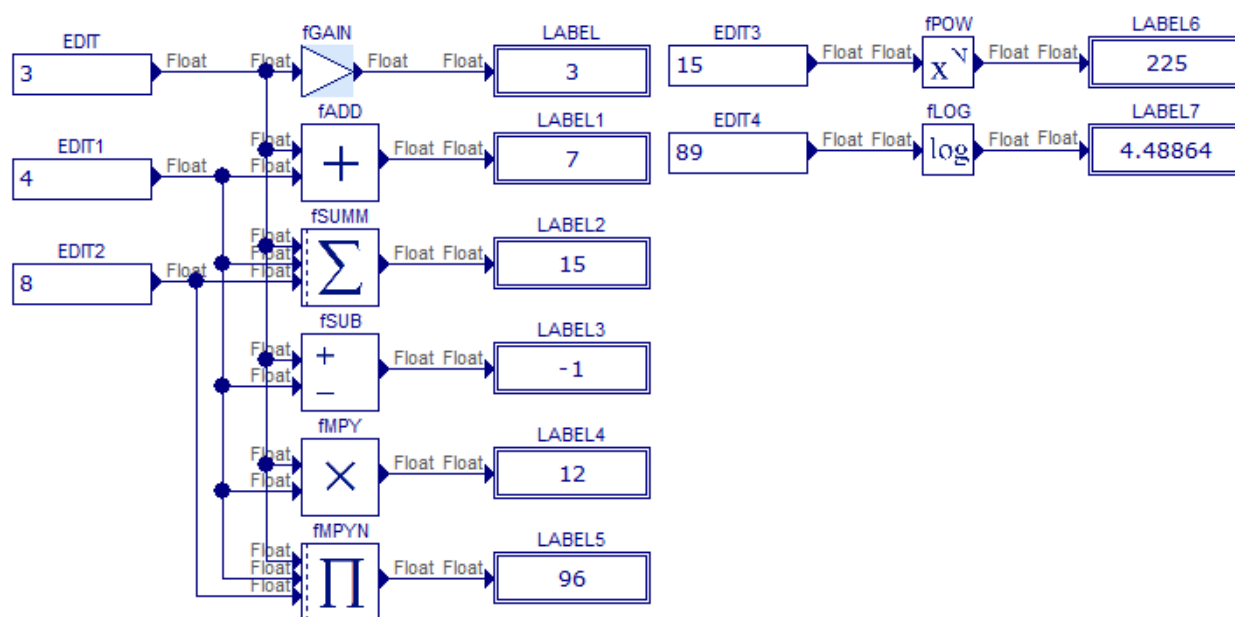 EDIT
3
Float
fGAIN
Float Float
LABEL
3
EDIT3
15
Float Float
fPOW
x^y
Float Float
LABEL6
225
fADD
Float
Float
+
Float Float
LABEL1
7
EDIT1
4
Float
EDIT4
89
Float Float
fLOG
log
Float Float
LABEL7
4.48864
fSUMM
Float
Float
Float
Σ
Float Float
LABEL2
15
EDIT2
8
Float
fSUB
Float
Float
+
−
Float Float
LABEL3
-1
fMPY
Float
Float
×
Float Float
LABEL4
12
fMPYN
Float
Float
Float
∏
Float Float
LABEL5
96